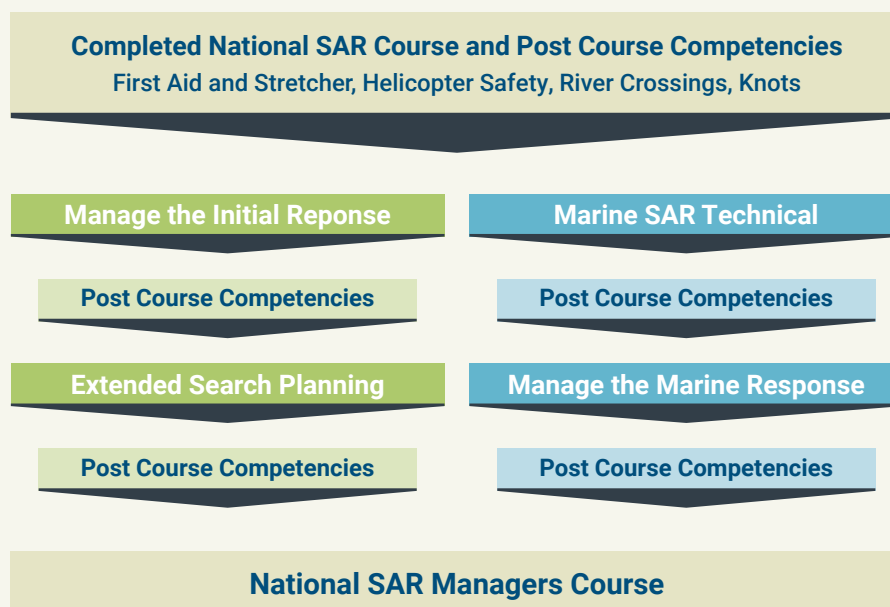 Completed National SAR Course and Post Course Competencies
First Aid and Stretcher, Helicopter Safety, River Crossings, Knots
Manage the Initial Reponse
Marine SAR Technical
Post Course Competencies
Post Course Competencies
Extended Search Planning
Manage the Marine Response
Post Course Competencies
Post Course Competencies
National SAR Managers Course